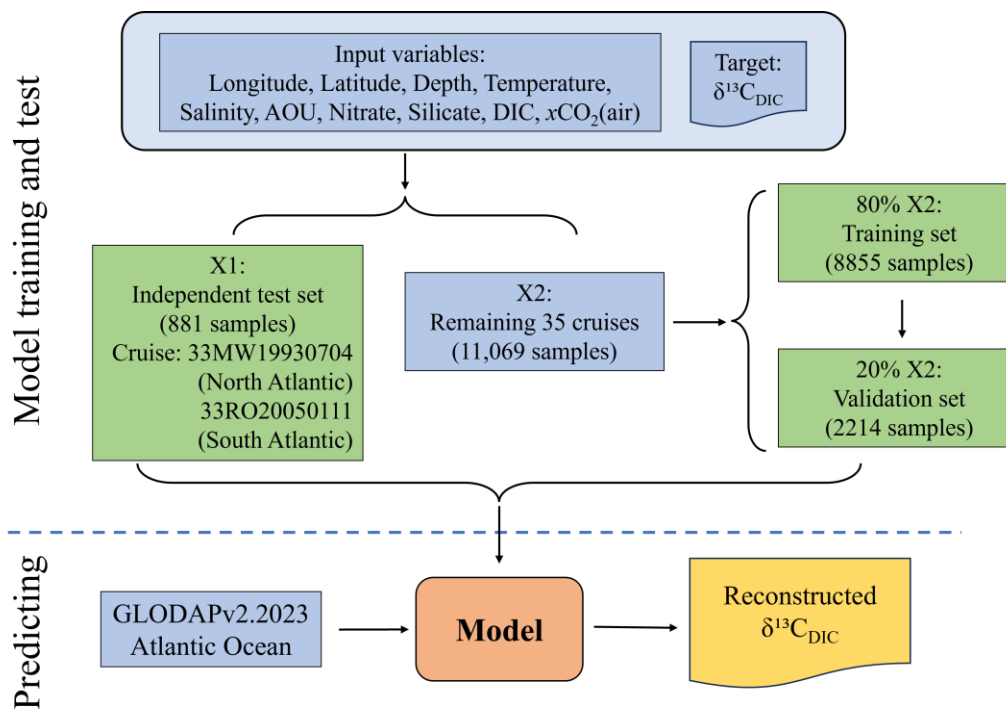 Model training and test
Input variables:
Longitude, Latitude, Depth, Temperature,
Salinity, AOU, Nitrate, Silicate, DIC, xCO₂(air)
Target:
δ¹³C_DIC
X1:
Independent test set
(881 samples)
Cruise: 33MW19930704
(North Atlantic)
33RO20050111
(South Atlantic)
X2:
Remaining 35 cruises
(11,069 samples)
80% X2:
Training set
(8855 samples)
20% X2:
Validation set
(2214 samples)
Predicting
GLODAPv2.2023
Atlantic Ocean
Model
Reconstructed
δ¹³C_DIC